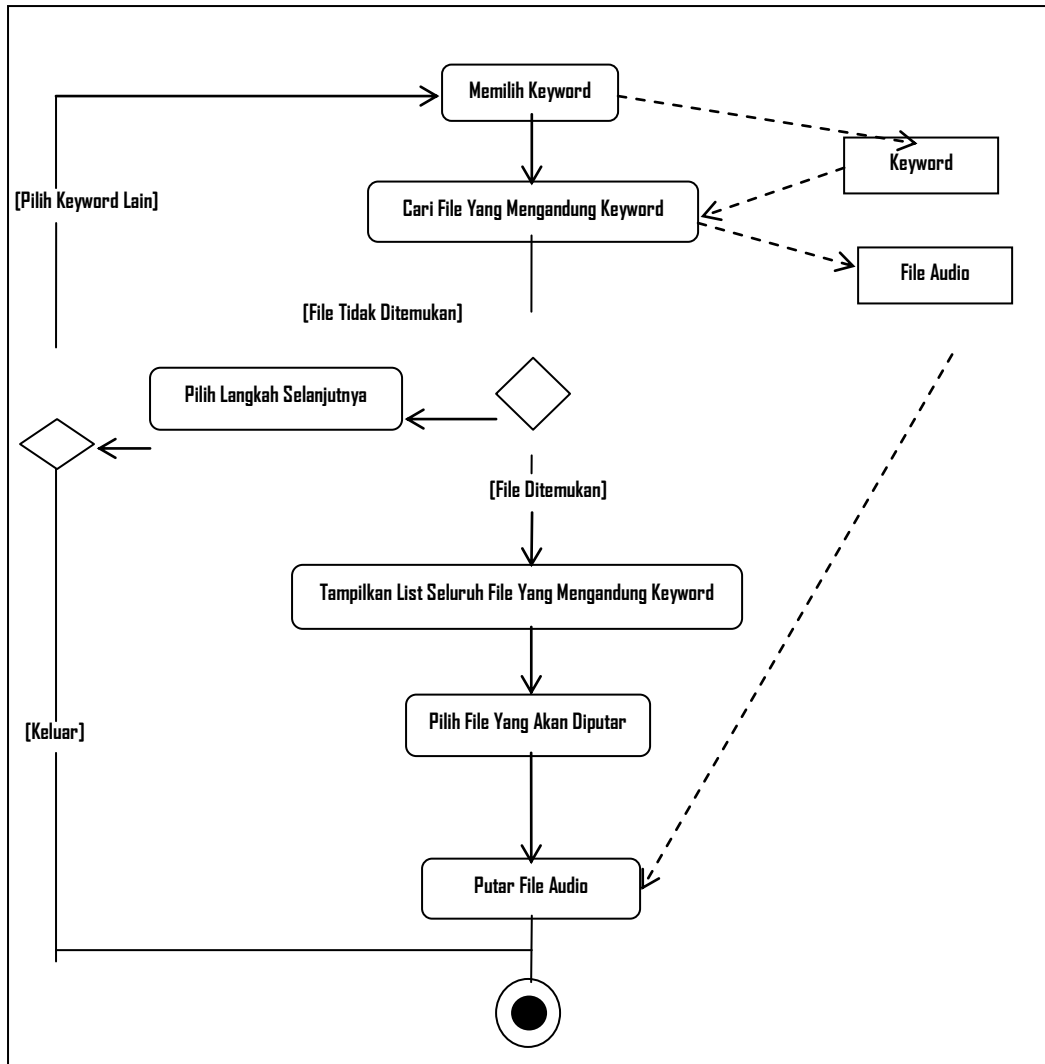 Memilih Keyword
Keyword
[Pilih Keyword Lain]
Cari File Yang Mengandung Keyword
File Audio
[File Tidak Ditemukan]
Pilih Langkah Selanjutnya
[File Ditemukan]
Tampilkan List Seluruh File Yang Mengandung Keyword
Pilih File Yang Akan Diputar
[Keluar]
Putar File Audio